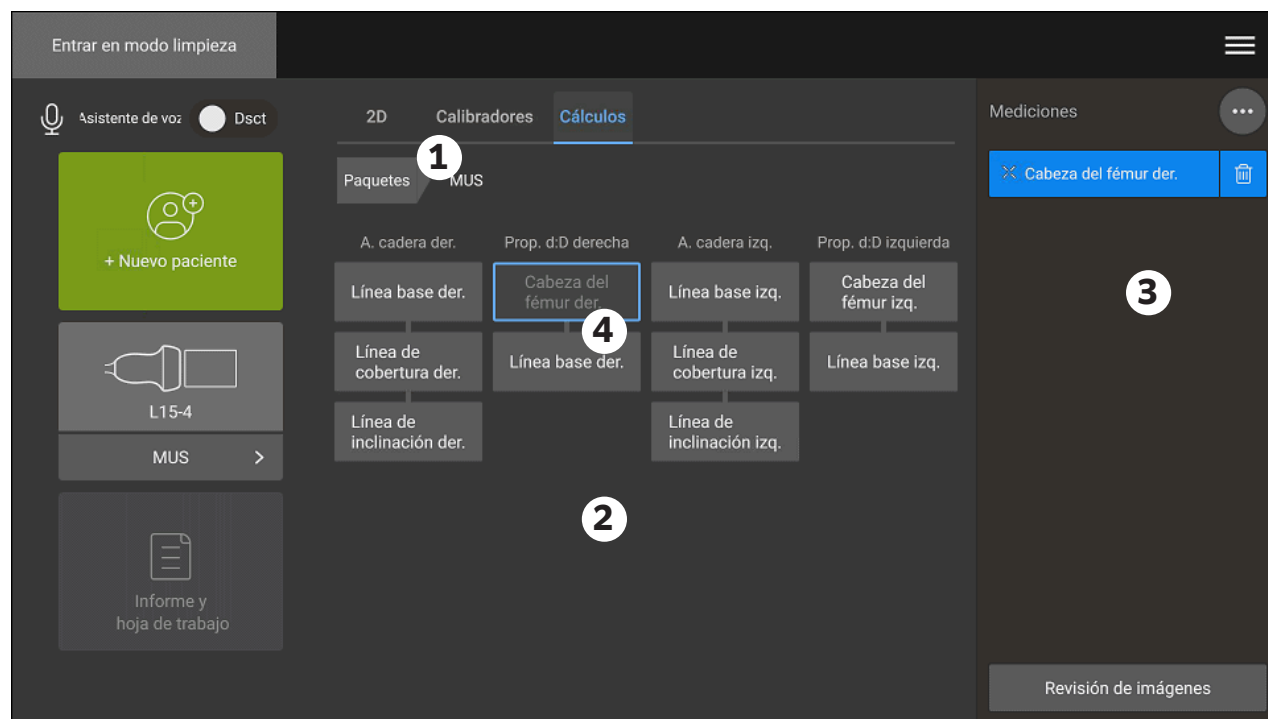 Entrar en modo limpieza
Asistente de voz Dsct
2D Calibradores Cálculos
Mediciones
1
Paquetes MUS
Cabeza del fémur der.
+ Nuevo paciente
A. cadera der. Prop. d:D derecha A. cadera izq. Prop. d:D izquierda
Línea base der.
Cabeza del
fémur der.
Línea base izq.
Cabeza del
fémur izq.
3
4
Línea de
cobertura der.
Línea base der.
Línea de
cobertura izq.
Línea base izq.
L15-4
Línea de
inclinación der.
Línea de
inclinación izq.
MUS
2
Informe y
hoja de trabajo
Revisión de imágenes